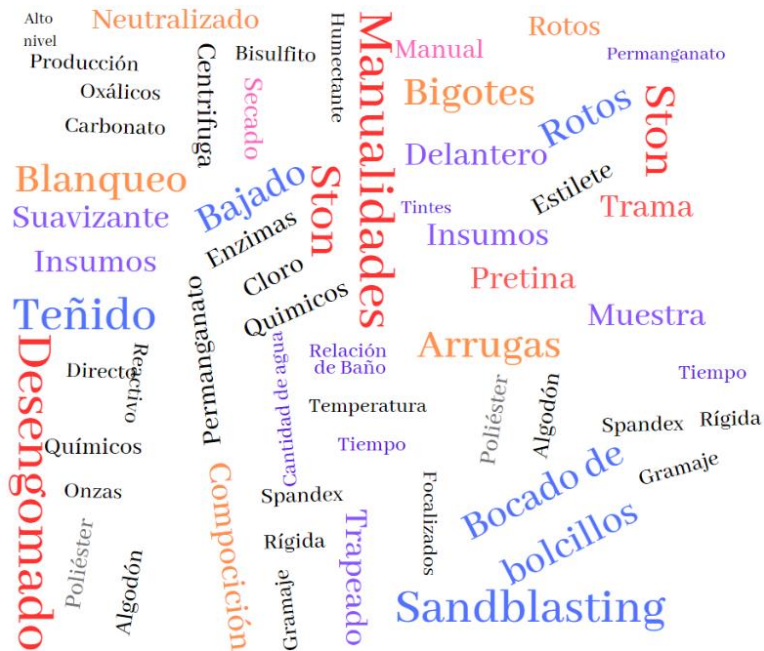 Alto
nivel
Neutralizado
Producción
Oxálicos
Carbonato
Centrifuga
Bisulfito
Secado
Humectante
Manualidades
Manual
Rotos
Permanganato
Bigotes
Rotos
Ston
Delantero
Estilete
Trama
Tintes
Insumos
Pretina
Muestra
Blanqueo
Suavizante
Insumos
Bajado
Ston
Enzimas
Cloro
Quimicos
Teñido
Permanganato
Cantidad de agua
Relación
de Baño
Arrugas
Tiempo
Desengomado
Directo
Reactivo
Temperatura
Tiempo
Poliéster
Algodón
Spandex
Rígida
Gramaje
Químicos
Onzas
Poliéster
Algodón
Compocición
Spandex
Rígida
Gramaje
Trapeado
Focalizados
Bocado de
bolcillos
Sandblasting